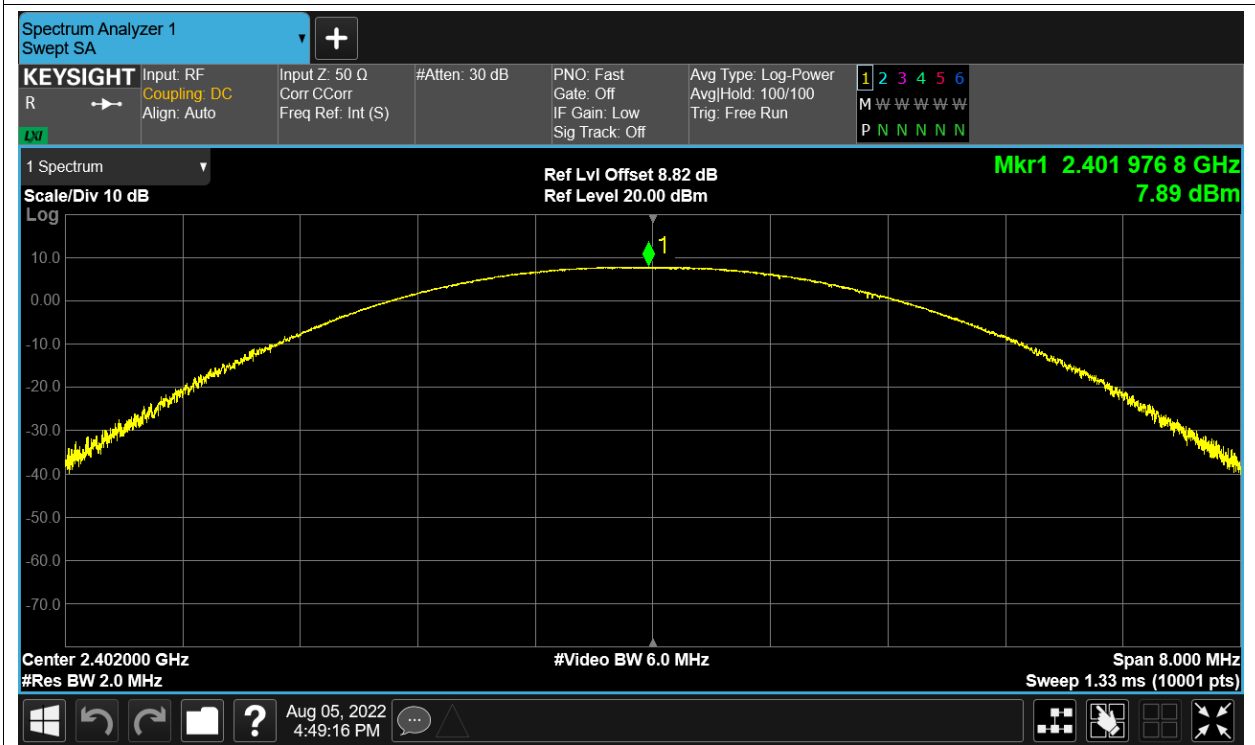 Spectrum Analyzer 1
Swept SA
KEYSIGHT
R
LXI
Input: RF
Coupling: DC
Align: Auto
Input Z: 50 Ω
Corr CCorr
Freq Ref: Int (S)
#Atten: 30 dB
PNO: Fast
Gate: Off
IF Gain: Low
Sig Track: Off
Avg Type: Log-Power
Avg|Hold: 100/100
Trig: Free Run
1 2 3 4 5 6
M W W W W W
P N N N N N
1 Spectrum
Scale/Div 10 dB
Log
Ref Lvl Offset 8.82 dB
Ref Level 20.00 dBm
Mkr1 2.401 976 8 GHz
7.89 dBm
1
10.0
0.00
-10.0
-20.0
-30.0
-40.0
-50.0
-60.0
-70.0
Center 2.402000 GHz
#Res BW 2.0 MHz
#Video BW 6.0 MHz
Span 8.000 MHz
Sweep 1.33 ms (10001 pts)
?
Aug 05, 2022
4:49:16 PM